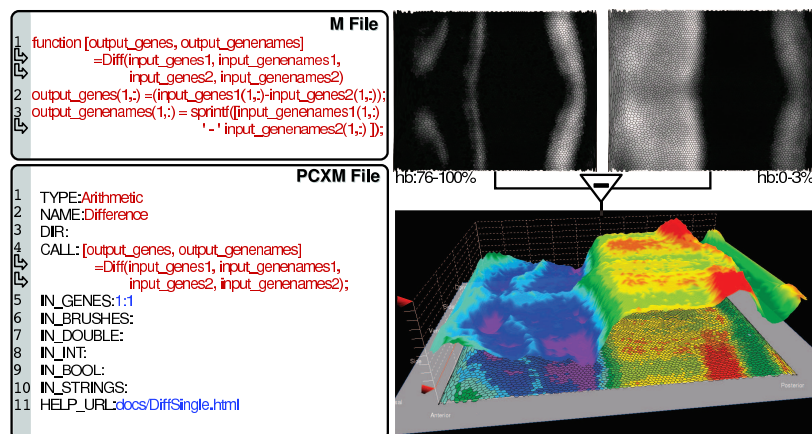 M File
1 function [output_genes, output_genenames]
=Diff(input_genes1, input_genenames1,
input_genes2, input_genenames2)
2 output_genes(1,:) =(input_genes1(1,:)-input_genes2(1,:));
3 output_genenames(1,:) = sprintf([input_genenames1(1,:)
' - ' input_genenames2(1,:) ]);
PCXM File
1 TYPE:Arithmetic
2 NAME:Difference
3 DIR:
4 CALL: [output_genes, output_genenames]
=Diff(input_genes1, input_genenames1,
input_genes2, input_genenames2);
5 IN_GENES:1:1
6 IN_BRUSHES:
7 IN_DOUBLE:
8 IN_INT:
9 IN_BOOL:
10 IN_STRINGS:
11 HELP_URL:docs/DiffSingle.html
hb:76-100%
hb:0-3%
Anterior
Posterior